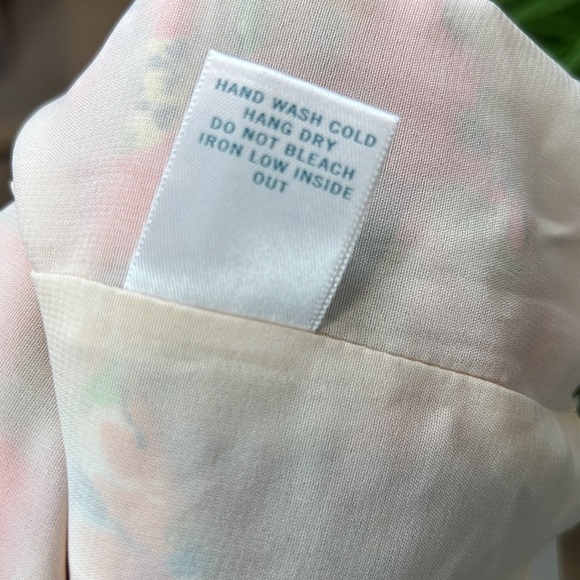 HAND WASH COLD
HANG DRY
DO NOT BLEACH
IRON LOW INSIDE
OUT